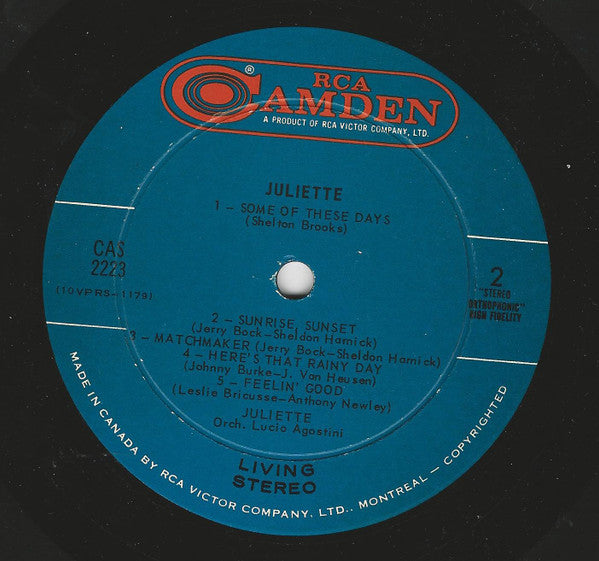 RCA
CAMDEN
®
A PRODUCT OF RCA VICTOR COMPANY, LTD.
JULIETTE
1 – SOME OF THESE DAYS
(Shelton Brooks)
CAS
2223
(10VPRS-1179)
2
"STEREO
ORTHOPHONIC"
HIGH FIDELITY
2 – SUNRISE, SUNSET
(Jerry Bock–Sheldon Harnick)
3 – MATCHMAKER (Jerry Bock–Sheldon Harnick)
4 – HERE'S THAT RAINY DAY
(Johnny Burke–J. Van Heusen)
5 – FEELIN' GOOD
(Leslie Bricusse–Anthony Newley)
JULIETTE
Orch. Lucio Agostini
LIVING
STEREO
MADE IN CANADA BY RCA VICTOR COMPANY, LTD., MONTREAL – COPYRIGHTED